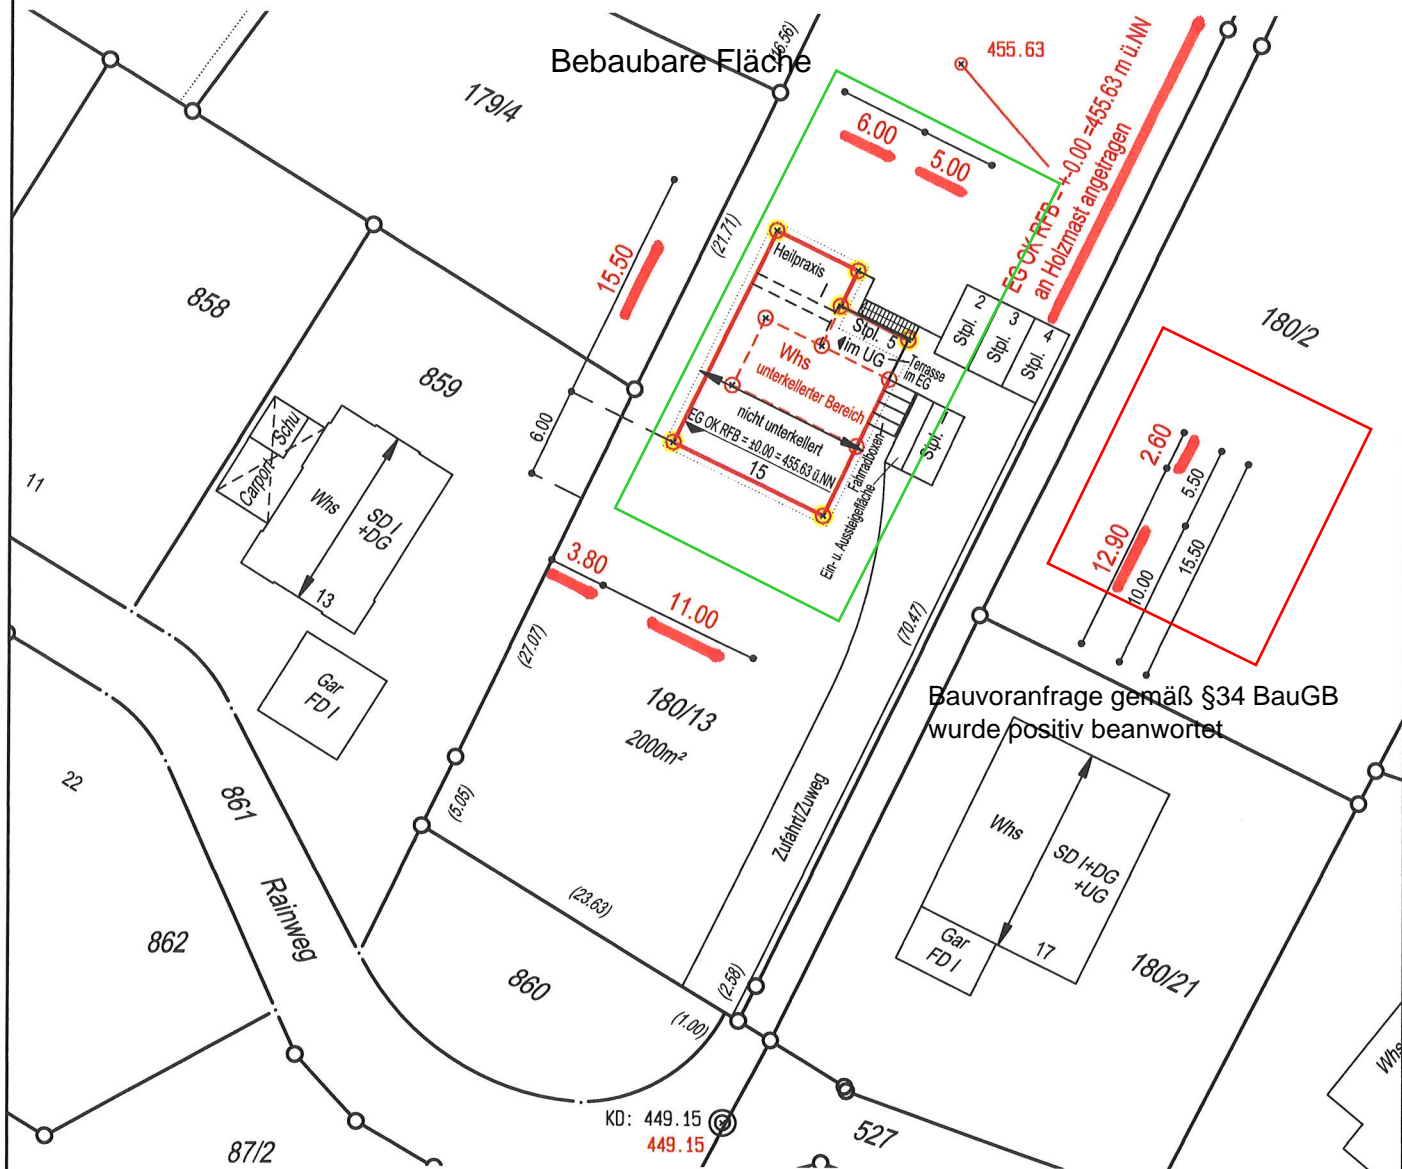 Bebaubare Fläche
(16.56)
455.63
EG OK RFB = +-0.00 =455.63 m ü.NN
an Holzmast angetragen
179/4
6.00
5.00
(21.71)
15.50
Heilpraxis
858
2
Stpl.
3
Stpl.
4
Stpl.
180/2
Stpl. 5
im UG
Terrasse
im EG
Whs
unterkellerter Bereich
859
nicht unterkellert
EG OK RFB = ±0.00 = 455.63 ü.NN
15
6.00
Fahrradboxen
Ein- u. Aussteigefläche
Stpl. 1
Schu
Carport
Whs
SD I
+DG
13
11
2.60
5.50
12.90
10.00
15.50
3.80
11.00
(27.07)
(70.47)
Gar
FD I
180/13
2000m²
Bauvoranfrage gemäß §34 BauGB
wurde positiv beanwortet
22
861
(5.05)
Zufahrt/Zuweg
Whs
SD I+DG
+UG
Rainweg
(23.63)
862
Gar
FD I
17
180/21
860
(2.58)
(1.00)
Whs
KD: 449.15
449.15
527
87/2